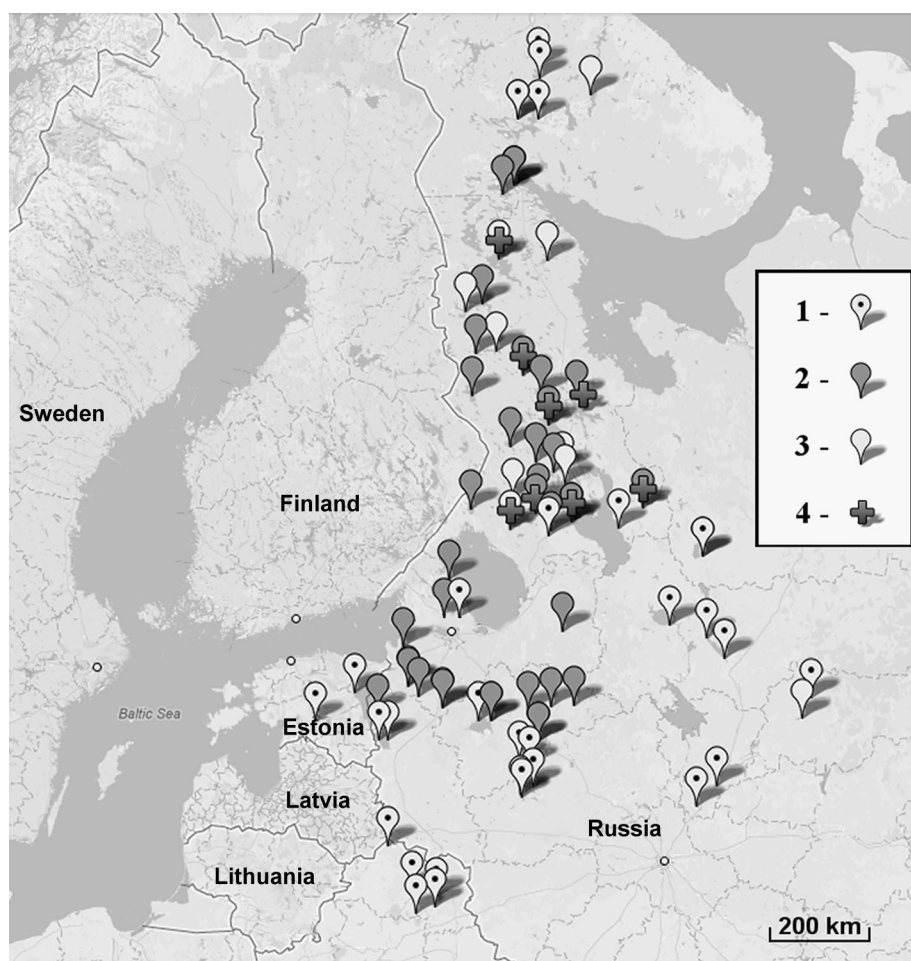 1 -
2 -
Sweden
3 -
Finland
4 -
Baltic Sea
Estonia
Latvia
Russia
Lithuania
200 km